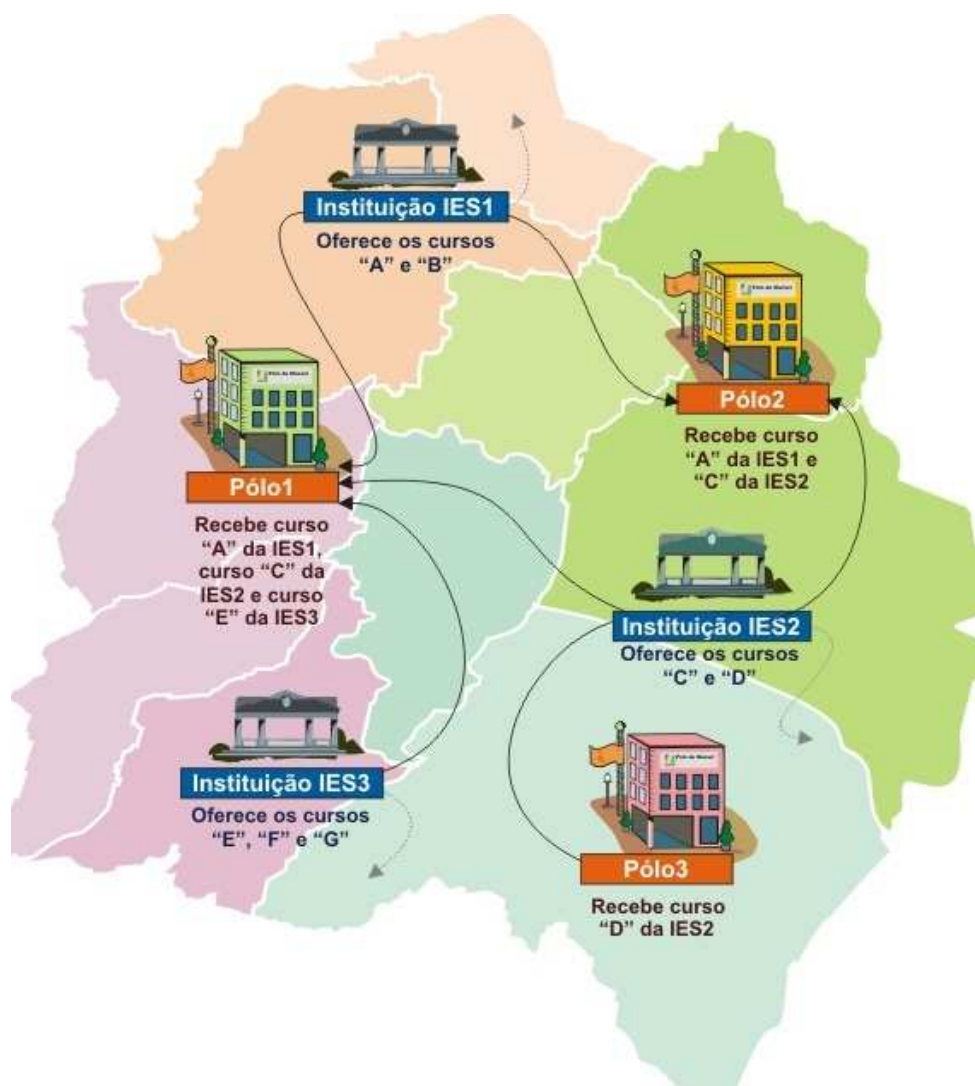 Instituição IES1
Oferece os cursos
“A” e “B”
Pólo2
Recebe curso
“A” da IES1 e
“C” da IES2
Pólo1
Recebe curso
“A” da IES1,
curso “C” da
IES2 e curso
“E” da IES3
Instituição IES2
Oferece os cursos
“C” e “D”
Instituição IES3
Oferece os cursos
“E”, “F” e “G”
Pólo3
Recebe curso
“D” da IES2